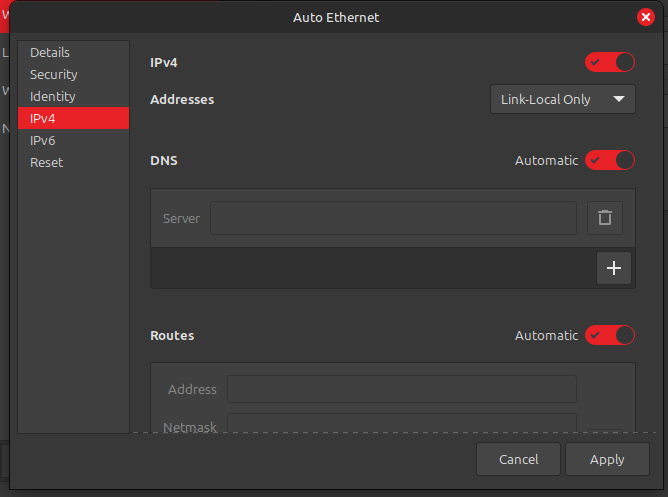 Auto Ethernet
Details
Security
Identity
IPv4
IPv6
Reset
IPv4
Addresses Link-Local Only
DNS Automatic
Server
Routes Automatic
Address
Netmask
Cancel Apply